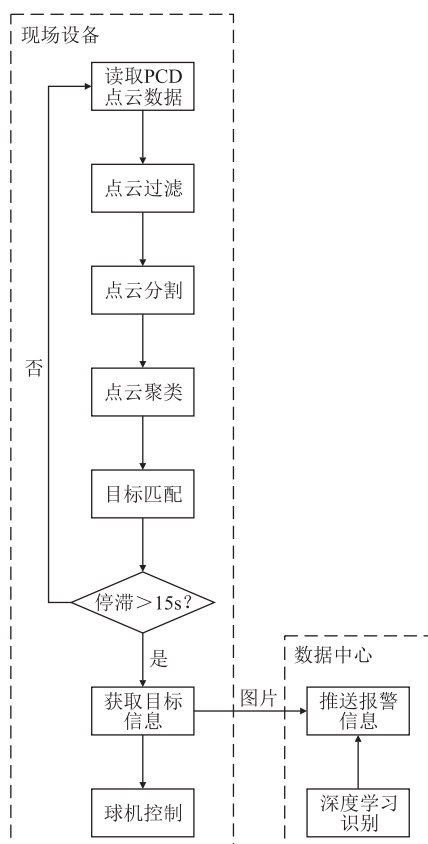 现场设备
读取PCD
点云数据
点云过滤
点云分割
否
点云聚类
目标匹配
停滞＞15s？
是
数据中心
获取目标
信息
图片
推送报警
信息
球机控制
深度学习
识别